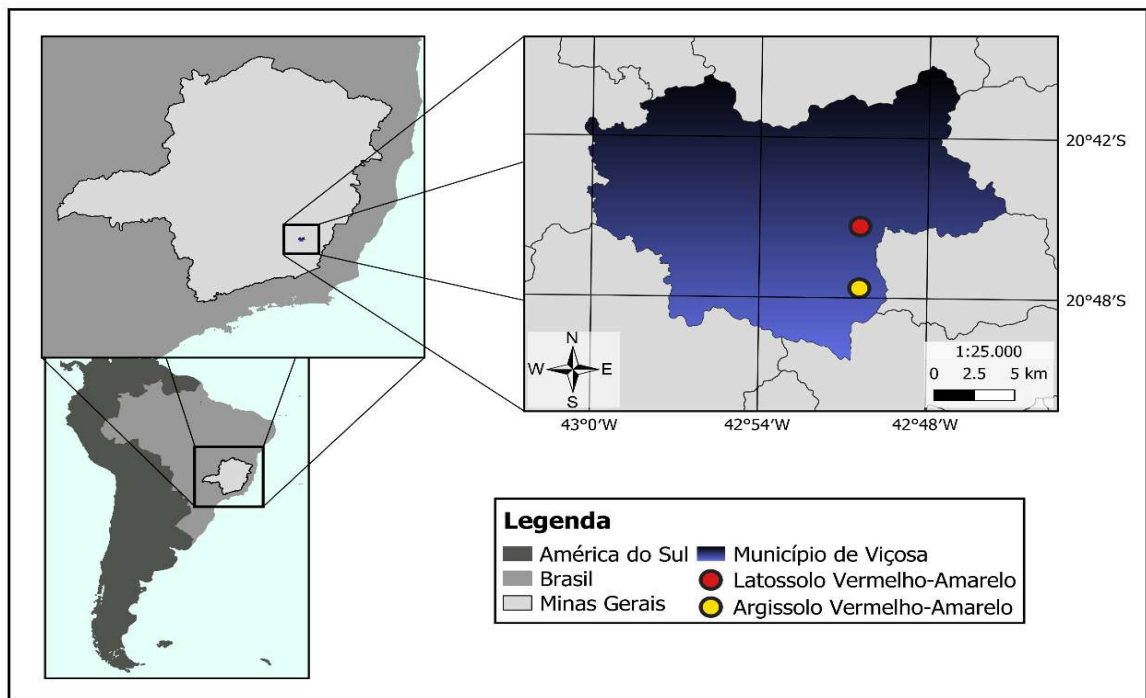 20°42'S
20°48'S
N
W E
S
1:25.000
0 2.5 5 km
43°0'W 42°54'W 42°48'W
Legenda
América do Sul
Brasil
Minas Gerais
Município de Viçosa
Latossolo Vermelho-Amarelo
Argissolo Vermelho-Amarelo